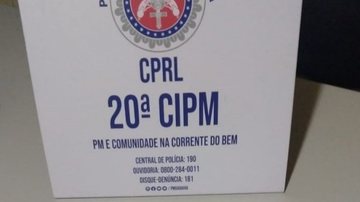 CPRL
20ª CIPM
PM E COMUNIDADE NA CORRENTE DO BEM
CENTRAL DE POLÍCIA: 190
OUVIDORIA: 0800-284-0011
DISQUE-DENÚNCIA: 181